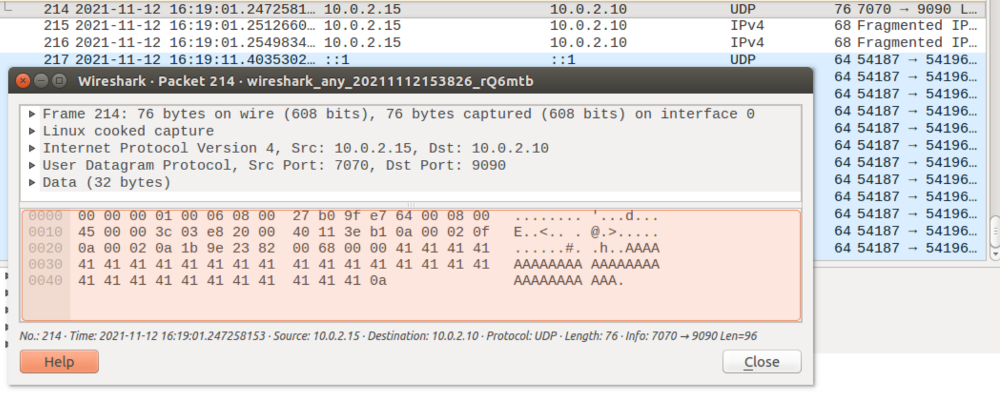 214 2021-11-12 16:19:01.2472581… 10.0.2.15 10.0.2.10 UDP 76 7070 → 9090 L…
215 2021-11-12 16:19:01.2512660… 10.0.2.15 10.0.2.10 IPv4 68 Fragmented IP…
216 2021-11-12 16:19:01.2549834… 10.0.2.15 10.0.2.10 IPv4 68 Fragmented IP…
217 2021-11-12 16:19:11.4035302… ::1 ::1 UDP 64 54187 → 54196…
64 54187 → 54196…
64 54187 → 54196…
64 54187 → 54196…
64 54187 → 54196…
64 54187 → 54196…
64 54187 → 54196…
64 54187 → 54196…
64 54187 → 54196…
64 54187 → 54196…
64 54187 → 54196…
64 54187 → 54196…
Wireshark · Packet 214 · wireshark_any_20211112153826_rQ6mtb
Frame 214: 76 bytes on wire (608 bits), 76 bytes captured (608 bits) on interface 0
Linux cooked capture
Internet Protocol Version 4, Src: 10.0.2.15, Dst: 10.0.2.10
User Datagram Protocol, Src Port: 7070, Dst Port: 9090
Data (32 bytes)
0000 00 00 00 01 00 06 08 00 27 b0 9f e7 64 00 08 00 ........ '...d...
0010 45 00 00 3c 03 e8 20 00 40 11 3e b1 0a 00 02 0f E..<.. . @.>.....
0020 0a 00 02 0a 1b 9e 23 82 00 68 00 00 41 41 41 41 ......#. .h..AAAA
0030 41 41 41 41 41 41 41 41 41 41 41 41 41 41 41 41 AAAAAAAA AAAAAAAA
0040 41 41 41 41 41 41 41 41 41 41 41 0a AAAAAAAA AAA.
No.: 214 · Time: 2021-11-12 16:19:01.247258153 · Source: 10.0.2.15 · Destination: 10.0.2.10 · Protocol: UDP · Length: 76 · Info: 7070 → 9090 Len=96
Help
Close